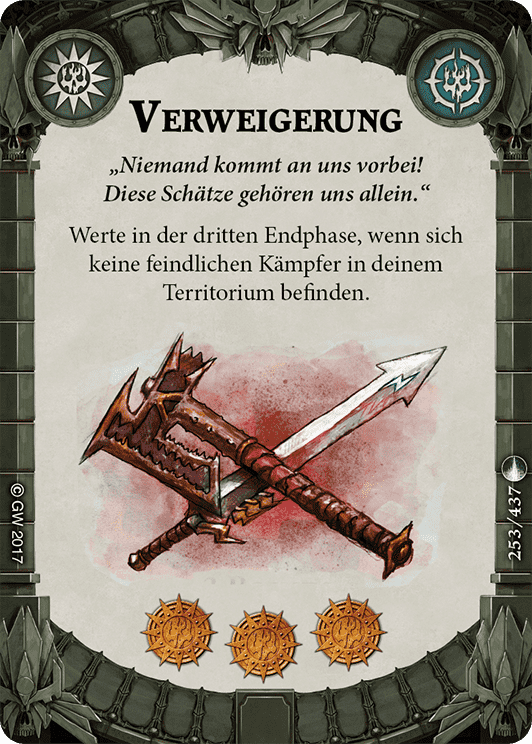 VERWEIGERUNG
„Niemand kommt an uns vorbei!
Diese Schätze gehören uns allein.“
Werte in der dritten Endphase, wenn sich
keine feindlichen Kämpfer in deinem
Territorium befinden.
© GW 2017
253/437